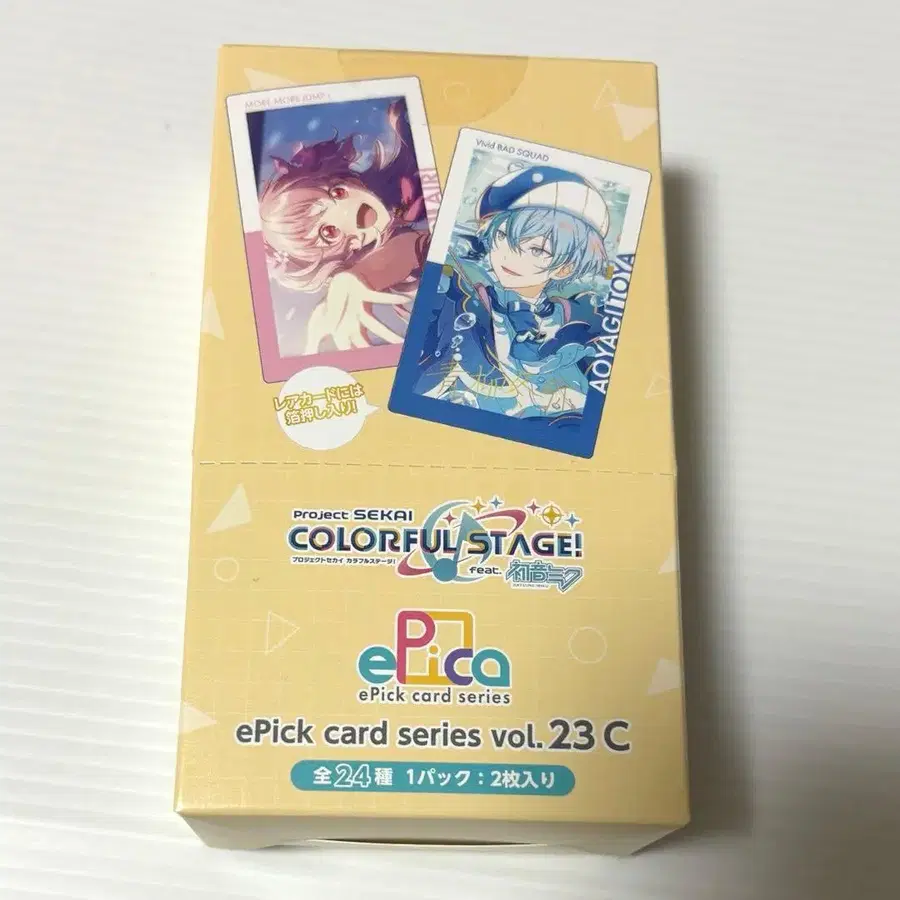 MORE MORE JUMP!
AIRI
Vivid BAD SQUAD
AOYAGI TOYA
レアカードには
箔押し入り!
Project SEKAI
COLORFUL STAGE!
プロジェクトセカイ カラフルステージ!
feat. 初音ミク
HATSUNE MIKU
ePica
ePick card series
ePick card series vol. 23 C
全24種 1パック:2枚入り